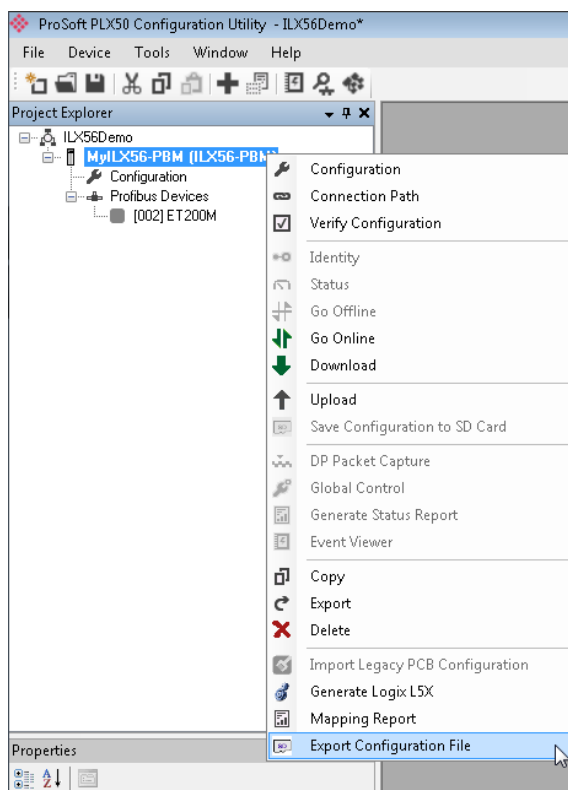 ProSoft PLX50 Configuration Utility - ILX56Demo*
File Device Tools Window Help
Project Explorer
ILX56Demo
MyILX56-PBM (ILX56-PBM)
Configuration
Profibus Devices
[002] ET200M
Configuration
Connection Path
Verify Configuration
Identity
Status
Go Offline
Go Online
Download
Upload
Save Configuration to SD Card
DP Packet Capture
Global Control
Generate Status Report
Event Viewer
Copy
Export
Delete
Import Legacy PCB Configuration
Generate Logix L5X
Mapping Report
Export Configuration File
Properties